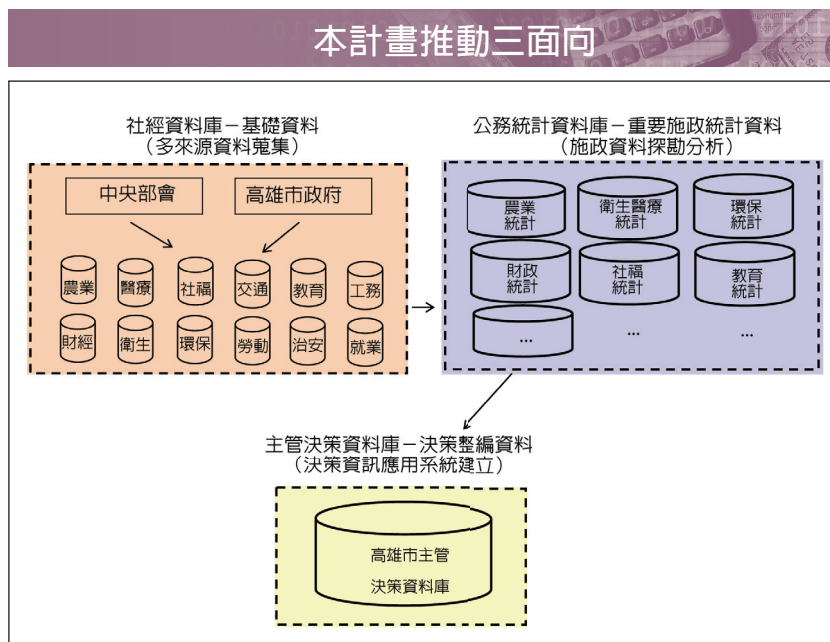 本計畫推動三面向
社經資料庫－基礎資料
（多來源資料蒐集）
中央部會
高雄市政府
農業
醫療
社福
交通
教育
工務
財經
衛生
環保
勞動
治安
就業
公務統計資料庫－重要施政統計資料
（施政資料探勘分析）
農業
統計
衛生醫療
統計
環保
統計
財政
統計
社福
統計
教育
統計
...
...
...
主管決策資料庫－決策整編資料
（決策資訊應用系統建立）
高雄市主管
決策資料庫